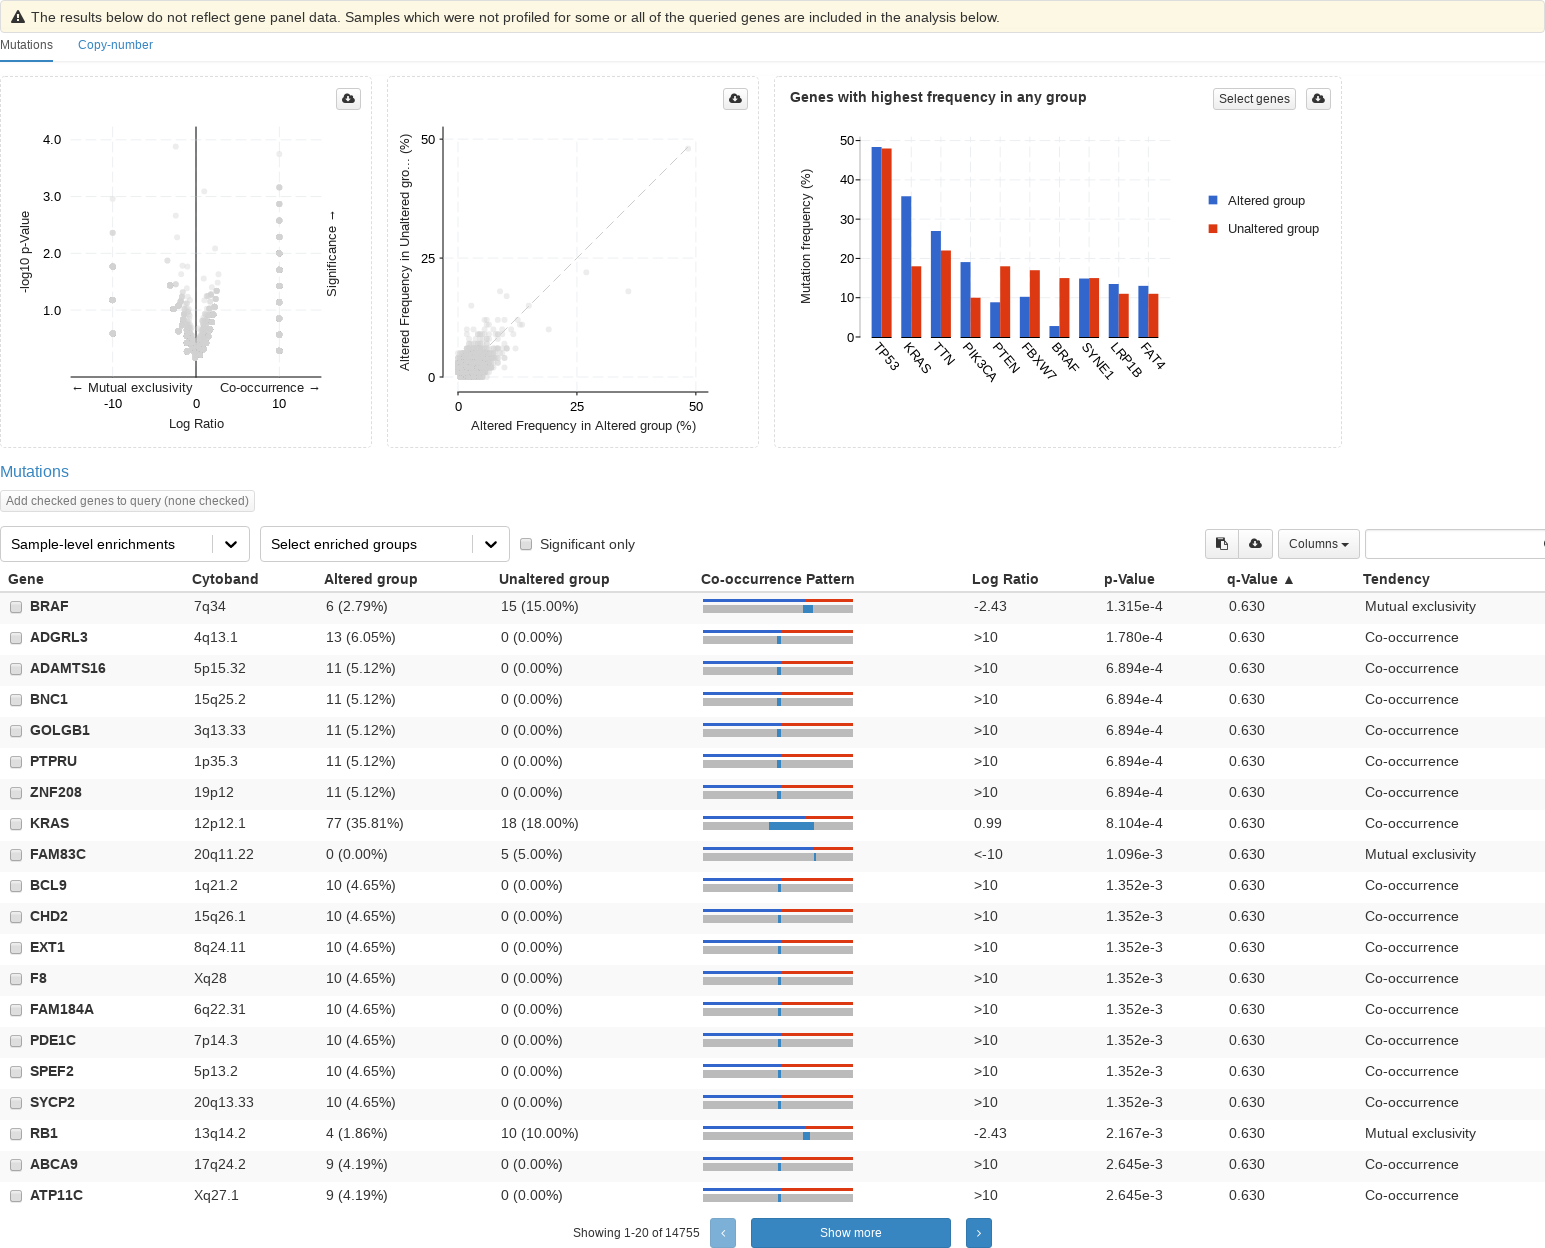 The results below do not reflect gene panel data. Samples which were not profiled for some or all of the queried genes are included in the analysis below.
Mutations Copy-number
4.0
3.0
2.0
1.0
-log10 p-Value
Significance →
← Mutual exclusivity Co-occurrence →
-10 0 10
Log Ratio
50
25
0
Altered Frequency in Unaltered gro... (%)
0 25 50
Altered Frequency in Altered group (%)
Genes with highest frequency in any group
Select genes
50
40
30
20
10
0
Mutation frequency (%)
TP53 KRAS TTN PIK3CA PTEN FBXW7 BRAF SYNE1 LRP1B FAT4
Altered group
Unaltered group
Mutations
Add checked genes to query (none checked)
Sample-level enrichments Select enriched groups Significant only Columns
Gene Cytoband Altered group Unaltered group Co-occurrence Pattern Log Ratio p-Value q-Value ▲ Tendency
BRAF 7q34 6 (2.79%) 15 (15.00%) -2.43 1.315e-4 0.630 Mutual exclusivity
ADGRL3 4q13.1 13 (6.05%) 0 (0.00%) >10 1.780e-4 0.630 Co-occurrence
ADAMTS16 5p15.32 11 (5.12%) 0 (0.00%) >10 6.894e-4 0.630 Co-occurrence
BNC1 15q25.2 11 (5.12%) 0 (0.00%) >10 6.894e-4 0.630 Co-occurrence
GOLGB1 3q13.33 11 (5.12%) 0 (0.00%) >10 6.894e-4 0.630 Co-occurrence
PTPRU 1p35.3 11 (5.12%) 0 (0.00%) >10 6.894e-4 0.630 Co-occurrence
ZNF208 19p12 11 (5.12%) 0 (0.00%) >10 6.894e-4 0.630 Co-occurrence
KRAS 12p12.1 77 (35.81%) 18 (18.00%) 0.99 8.104e-4 0.630 Co-occurrence
FAM83C 20q11.22 0 (0.00%) 5 (5.00%) <-10 1.096e-3 0.630 Mutual exclusivity
BCL9 1q21.2 10 (4.65%) 0 (0.00%) >10 1.352e-3 0.630 Co-occurrence
CHD2 15q26.1 10 (4.65%) 0 (0.00%) >10 1.352e-3 0.630 Co-occurrence
EXT1 8q24.11 10 (4.65%) 0 (0.00%) >10 1.352e-3 0.630 Co-occurrence
F8 Xq28 10 (4.65%) 0 (0.00%) >10 1.352e-3 0.630 Co-occurrence
FAM184A 6q22.31 10 (4.65%) 0 (0.00%) >10 1.352e-3 0.630 Co-occurrence
PDE1C 7p14.3 10 (4.65%) 0 (0.00%) >10 1.352e-3 0.630 Co-occurrence
SPEF2 5p13.2 10 (4.65%) 0 (0.00%) >10 1.352e-3 0.630 Co-occurrence
SYCP2 20q13.33 10 (4.65%) 0 (0.00%) >10 1.352e-3 0.630 Co-occurrence
RB1 13q14.2 4 (1.86%) 10 (10.00%) -2.43 2.167e-3 0.630 Mutual exclusivity
ABCA9 17q24.2 9 (4.19%) 0 (0.00%) >10 2.645e-3 0.630 Co-occurrence
ATP11C Xq27.1 9 (4.19%) 0 (0.00%) >10 2.645e-3 0.630 Co-occurrence
Showing 1-20 of 14755 ‹ Show more ›